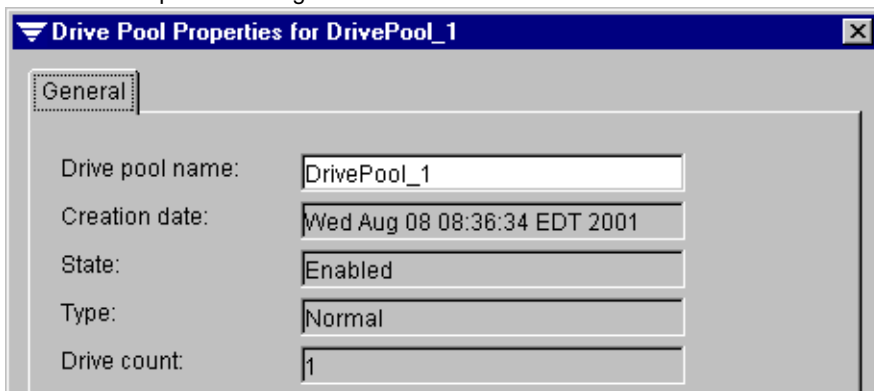 Drive Pool Properties for DrivePool_1
General
Drive pool name: DrivePool_1
Creation date: Wed Aug 08 08:36:34 EDT 2001
State: Enabled
Type: Normal
Drive count: 1